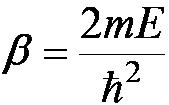 β = 2mE / ħ²